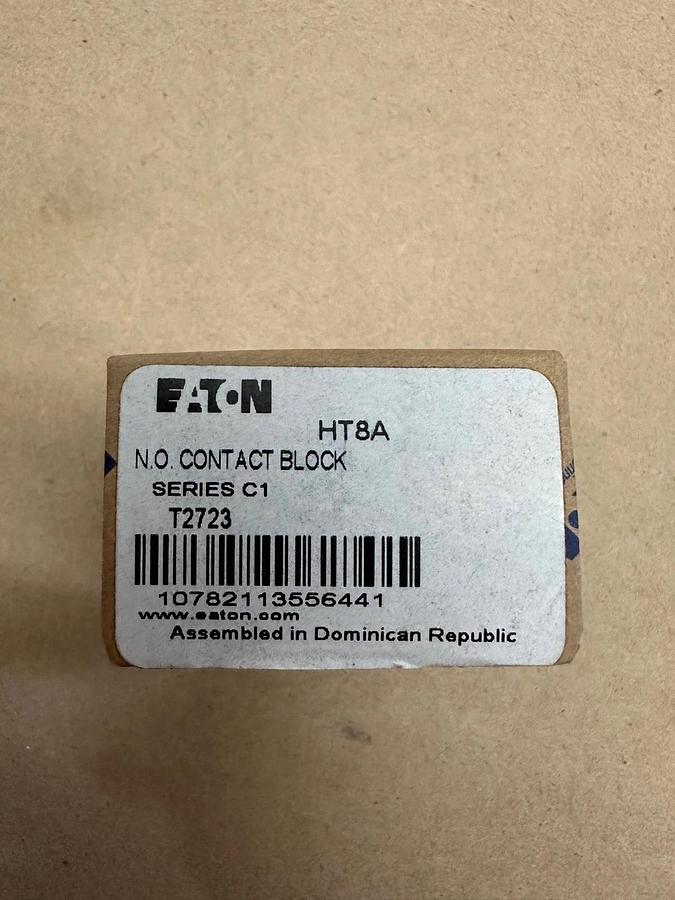 EATON
HT8A
N.O. CONTACT BLOCK
SERIES C1
T2723
10782113556441
www.eaton.com
Assembled in Dominican Republic